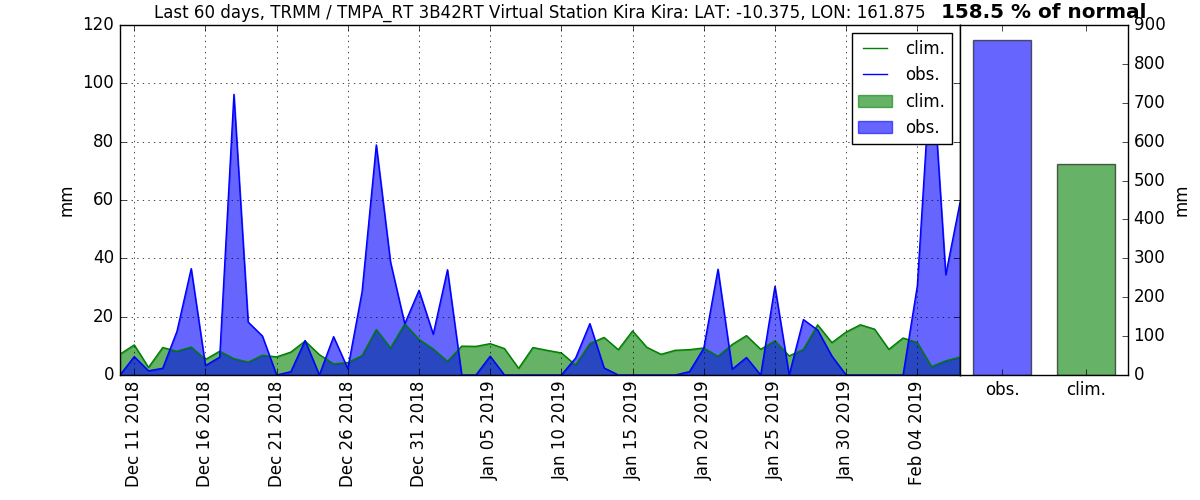 Last 60 days, TRMM / TMPA_RT 3B42RT Virtual Station Kira Kira: LAT: -10.375, LON: 161.875
158.5 % of normal
120
100
80
60
40
20
0
mm
clim.
obs.
clim.
obs.
900
800
700
600
500
400
300
200
100
0
mm
Dec 11 2018
Dec 16 2018
Dec 21 2018
Dec 26 2018
Dec 31 2018
Jan 05 2019
Jan 10 2019
Jan 15 2019
Jan 20 2019
Jan 25 2019
Jan 30 2019
Feb 04 2019
obs.
clim.